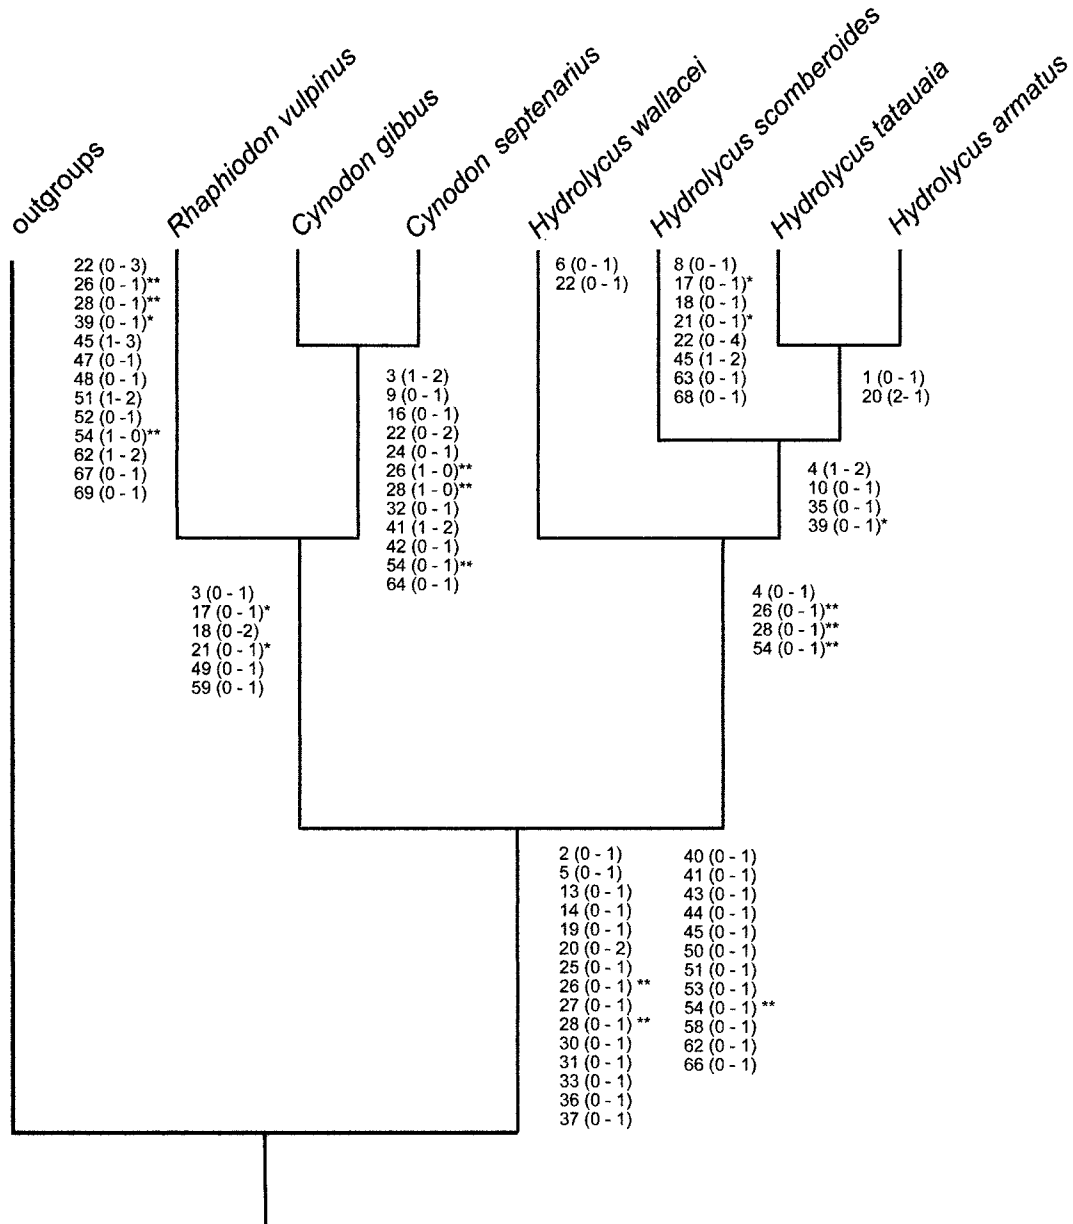 outgroups
Rhaphiodon vulpinus
Cynodon gibbus
Cynodon septenarius
Hydrolycus wallacei
Hydrolycus scomberoides
Hydrolycus tatauaia
Hydrolycus armatus
22 (0 - 3)
26 (0 - 1)**
28 (0 - 1)**
39 (0 - 1)*
45 (1- 3)
47 (0 -1)
48 (0 - 1)
51 (1- 2)
52 (0 -1)
54 (1 - 0)**
62 (1 - 2)
67 (0 - 1)
69 (0 - 1)
3 (1 - 2)
9 (0 - 1)
16 (0 - 1)
22 (0 - 2)
24 (0 - 1)
26 (1 - 0)**
28 (1 - 0)**
32 (0 - 1)
41 (1 - 2)
42 (0 - 1)
54 (0 - 1)**
64 (0 - 1)
6 (0 - 1)
22 (0 - 1)
8 (0 - 1)
17 (0 - 1)*
18 (0 - 1)
21 (0 - 1)*
22 (0 - 4)
45 (1 - 2)
63 (0 - 1)
68 (0 - 1)
1 (0 - 1)
20 (2- 1)
4 (1 - 2)
10 (0 - 1)
35 (0 - 1)
39 (0 - 1)*
3 (0 - 1)
17 (0 - 1)*
18 (0 -2)
21 (0 - 1)*
49 (0 - 1)
59 (0 - 1)
4 (0 - 1)
26 (0 - 1)**
28 (0 - 1)**
54 (0 - 1)**
2 (0 - 1)
5 (0 - 1)
13 (0 - 1)
14 (0 - 1)
19 (0 - 1)
20 (0 - 2)
25 (0 - 1)
26 (0 - 1) **
27 (0 - 1)
28 (0 - 1) **
30 (0 - 1)
31 (0 - 1)
33 (0 - 1)
36 (0 - 1)
37 (0 - 1)
40 (0 - 1)
41 (0 - 1)
43 (0 - 1)
44 (0 - 1)
45 (0 - 1)
50 (0 - 1)
51 (0 - 1)
53 (0 - 1)
54 (0 - 1) **
58 (0 - 1)
62 (0 - 1)
66 (0 - 1)